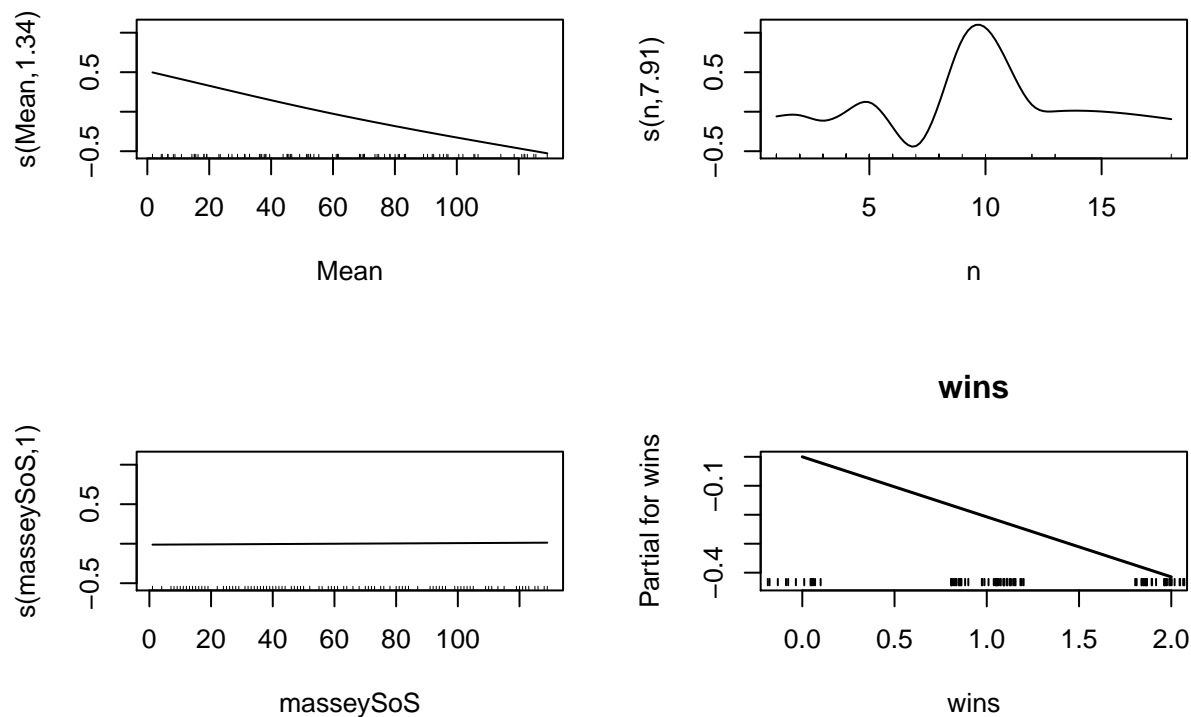 s(Mean,1.34)
−0.5 0.5
0 20 40 60 80 100
Mean
s(n,7.91)
−0.5 0.5
5 10 15
n
s(masseySoS,1)
−0.5 0.5
0 20 40 60 80 100
masseySoS
wins
Partial for wins
−0.4 −0.1
0.0 0.5 1.0 1.5 2.0
wins